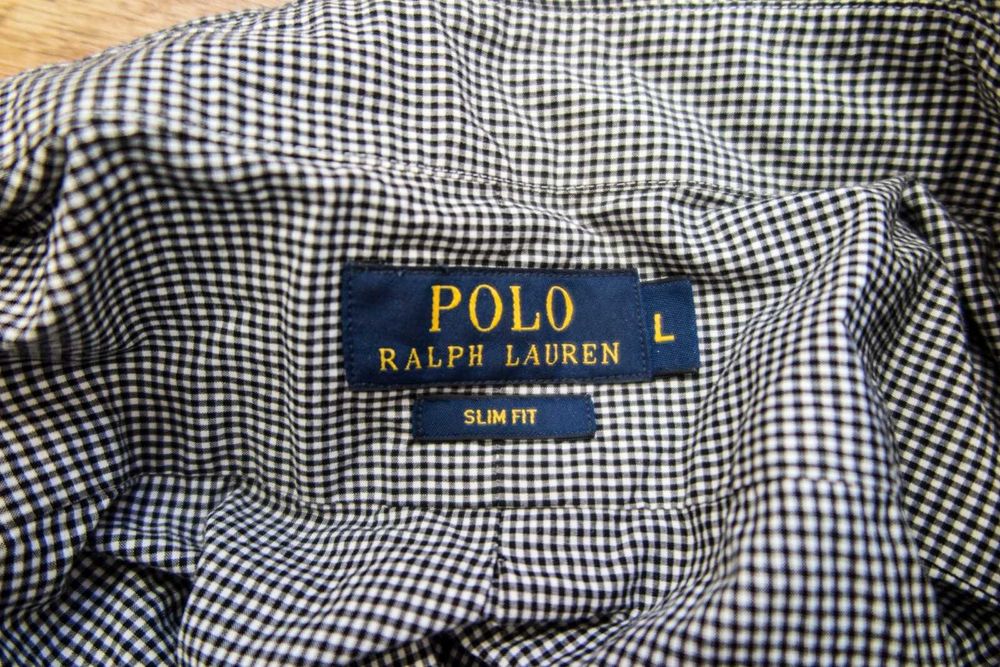 POLO
RALPH LAUREN
L
SLIM FIT